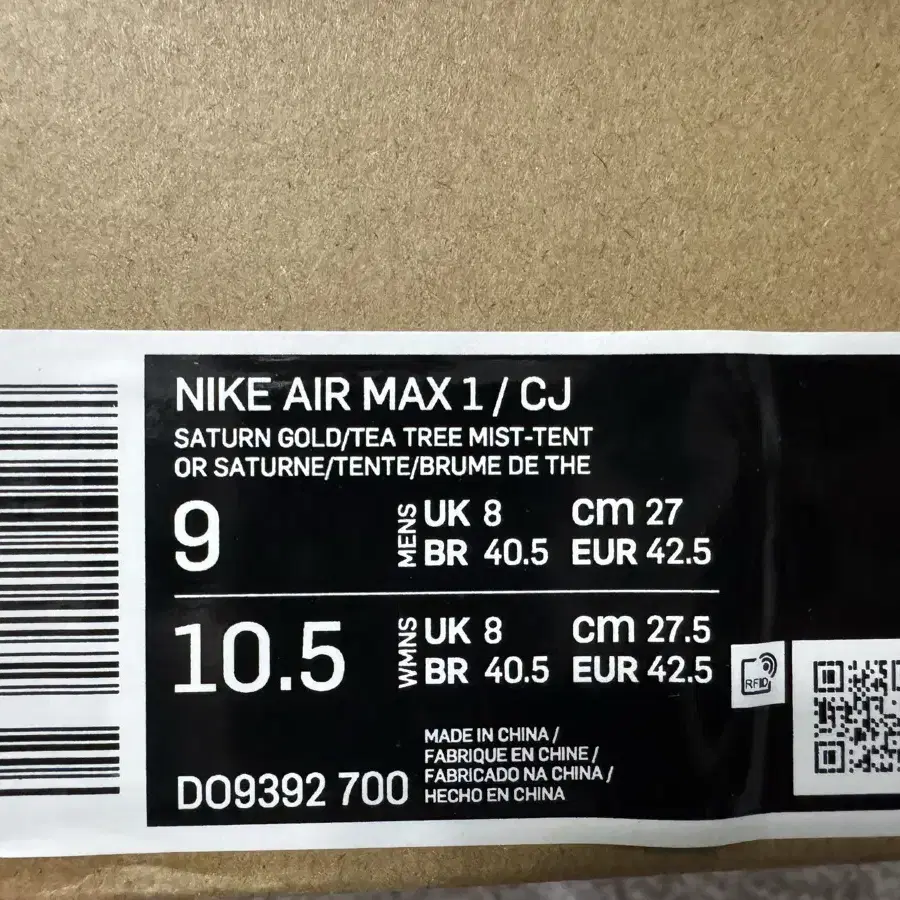 NIKE AIR MAX 1 / CJ
SATURN GOLD/TEA TREE MIST-TENT
OR SATURNE/TENTE/BRUME DE THE
9 MENS UK 8 cm 27
BR 40.5 EUR 42.5
10.5 WMNS UK 8 cm 27.5
BR 40.5 EUR 42.5
RFID
MADE IN CHINA /
FABRIQUE EN CHINE /
FABRICADO NA CHINA /
HECHO EN CHINA
DO9392 700